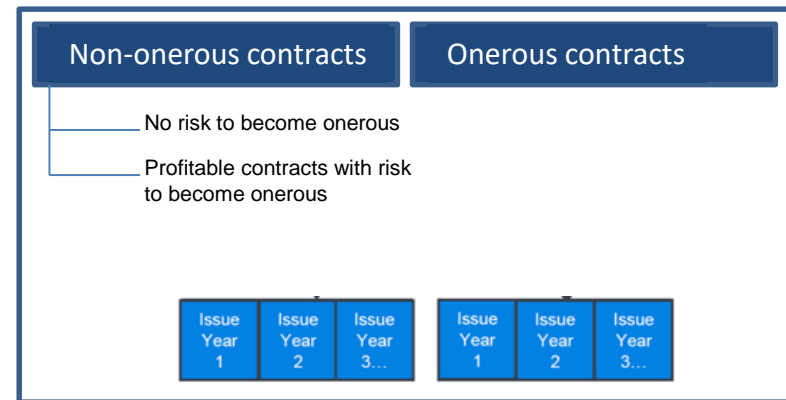 Non-onerous contracts
Onerous contracts
No risk to become onerous
Profitable contracts with risk
to become onerous
Issue
Year
1
Issue
Year
2
Issue
Year
3...
Issue
Year
1
Issue
Year
2
Issue
Year
3...